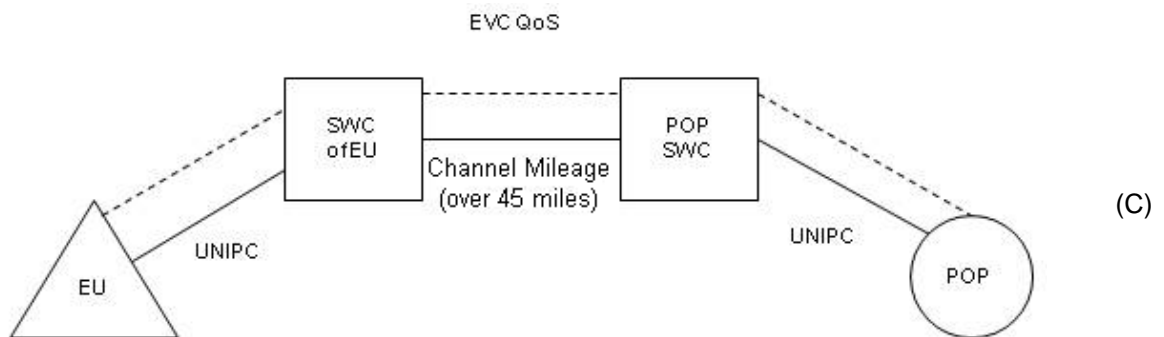 EVC QoS
SWC
ofEU
POP
SWC
Channel Mileage
(over 45 miles)
(C)
UNIPC
UNIPC
EU
POP